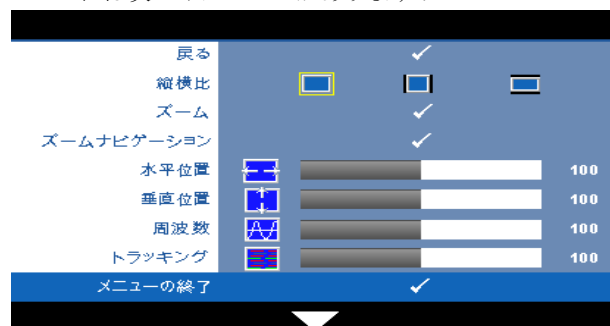 戻る
縦横比
ズーム
ズームナビゲーション
水平位置 100
垂直位置 100
周波数 100
トラッキング 100
メニューの終了